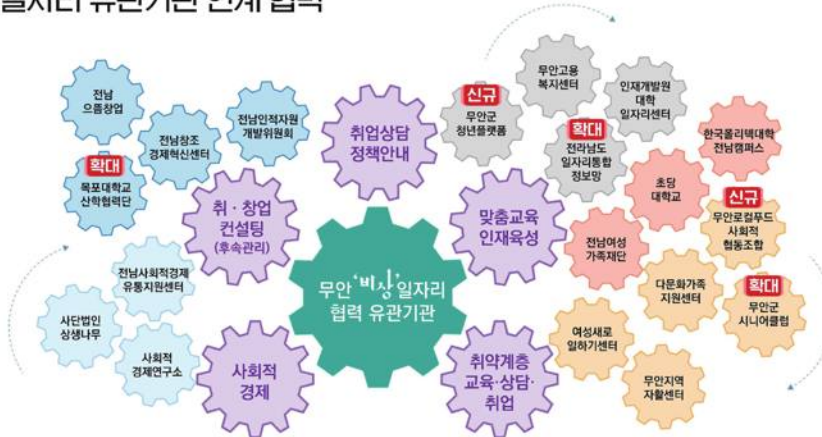 일자리 유관기관 연계 협력
전남
으뜸창업
전남창조
경제혁신센터
전남인적자원
개발위원회
확대
목포대학교
산학협력단
취·창업
컨설팅
(후속관리)
취업상담
정책안내
신규
무안군
청년플랫폼
무안고용
복지센터
인재개발원
대학
일자리센터
확대
전라남도
일자리통합
정보망
한국폴리텍대학
전남캠퍼스
초당
대학교
전남여성
가족재단
맞춤교육
인재육성
신규
무안로컬푸드
사회적
협동조합
다문화가족
지원센터
확대
무안군
시니어클럽
여성새로
일하기센터
무안지역
자활센터
취약계층
교육·상담·
취업
무안 '비상' 일자리
협력 유관기관
전남사회적경제
유통지원센터
사단법인
상생나무
사회적
경제연구소
사회적
경제